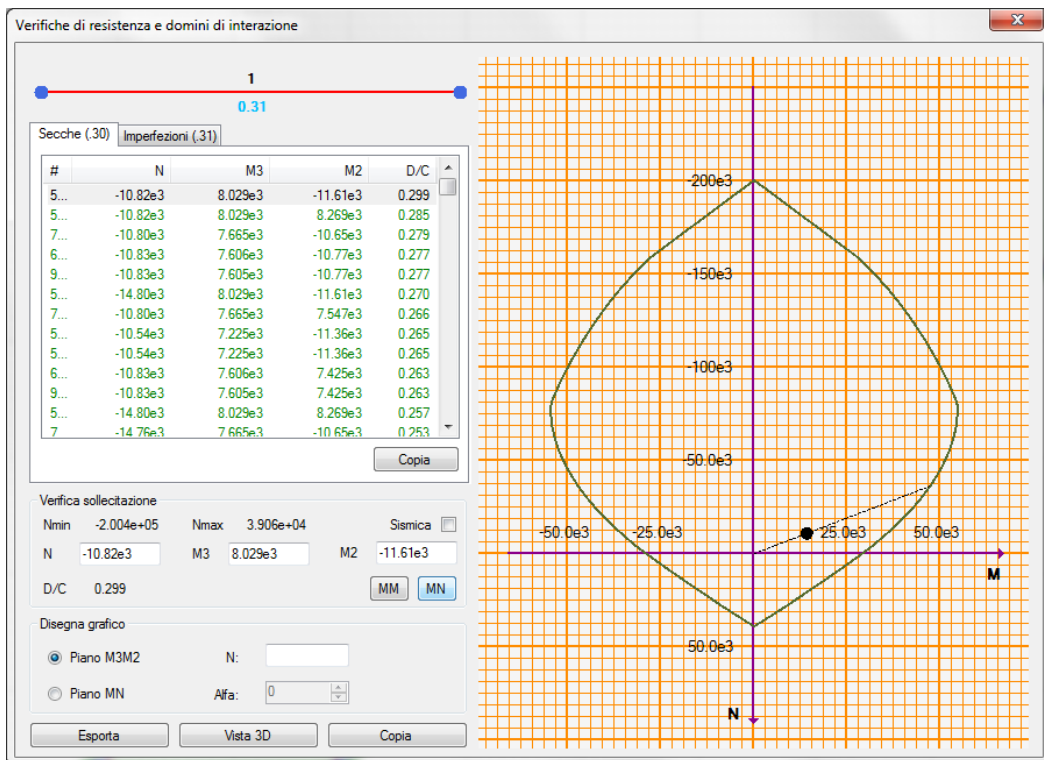 Verifiche di resistenza e domini di interazione
1
0.31
Secche (.30) Imperfezioni (.31)
# N M3 M2 D/C
5... -10.82e3 8.029e3 -11.61e3 0.299
5... -10.82e3 8.029e3 8.269e3 0.285
7... -10.80e3 7.665e3 -10.65e3 0.279
6... -10.83e3 7.606e3 -10.77e3 0.277
9... -10.83e3 7.605e3 -10.77e3 0.277
5... -14.80e3 8.029e3 -11.61e3 0.270
7... -10.80e3 7.665e3 7.547e3 0.266
5... -10.54e3 7.225e3 -11.36e3 0.265
5... -10.54e3 7.225e3 -11.36e3 0.265
6... -10.83e3 7.606e3 7.425e3 0.263
9... -10.83e3 7.605e3 7.425e3 0.263
5... -14.80e3 8.029e3 8.269e3 0.257
7 -14.76e3 7.665e3 -10.65e3 0.253
Copia
Verifica sollecitazione
Nmin -2.004e+05 Nmax 3.906e+04 Sismica
N -10.82e3 M3 8.029e3 M2 -11.61e3
D/C 0.299 MM MN
Disegna grafico
Piano M3M2 N:
Piano MN Alfa: 0
Esporta Vista 3D Copia
-200e3
-150e3
-100e3
-50.0e3
-50.0e3 -25.0e3 25.0e3 50.0e3
M
50.0e3
N